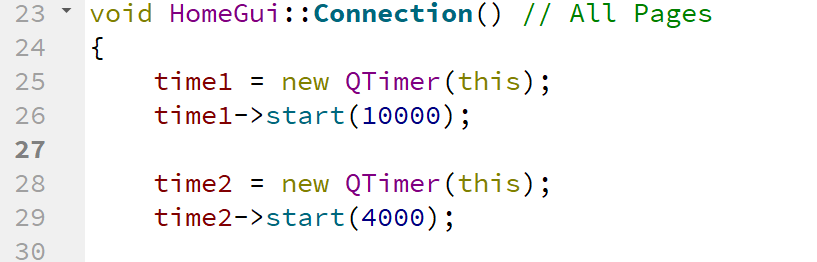 23 void HomeGui::Connection() // All Pages
24 {
25     time1 = new QTimer(this);
26     time1->start(10000);
27
28     time2 = new QTimer(this);
29     time2->start(4000);
30